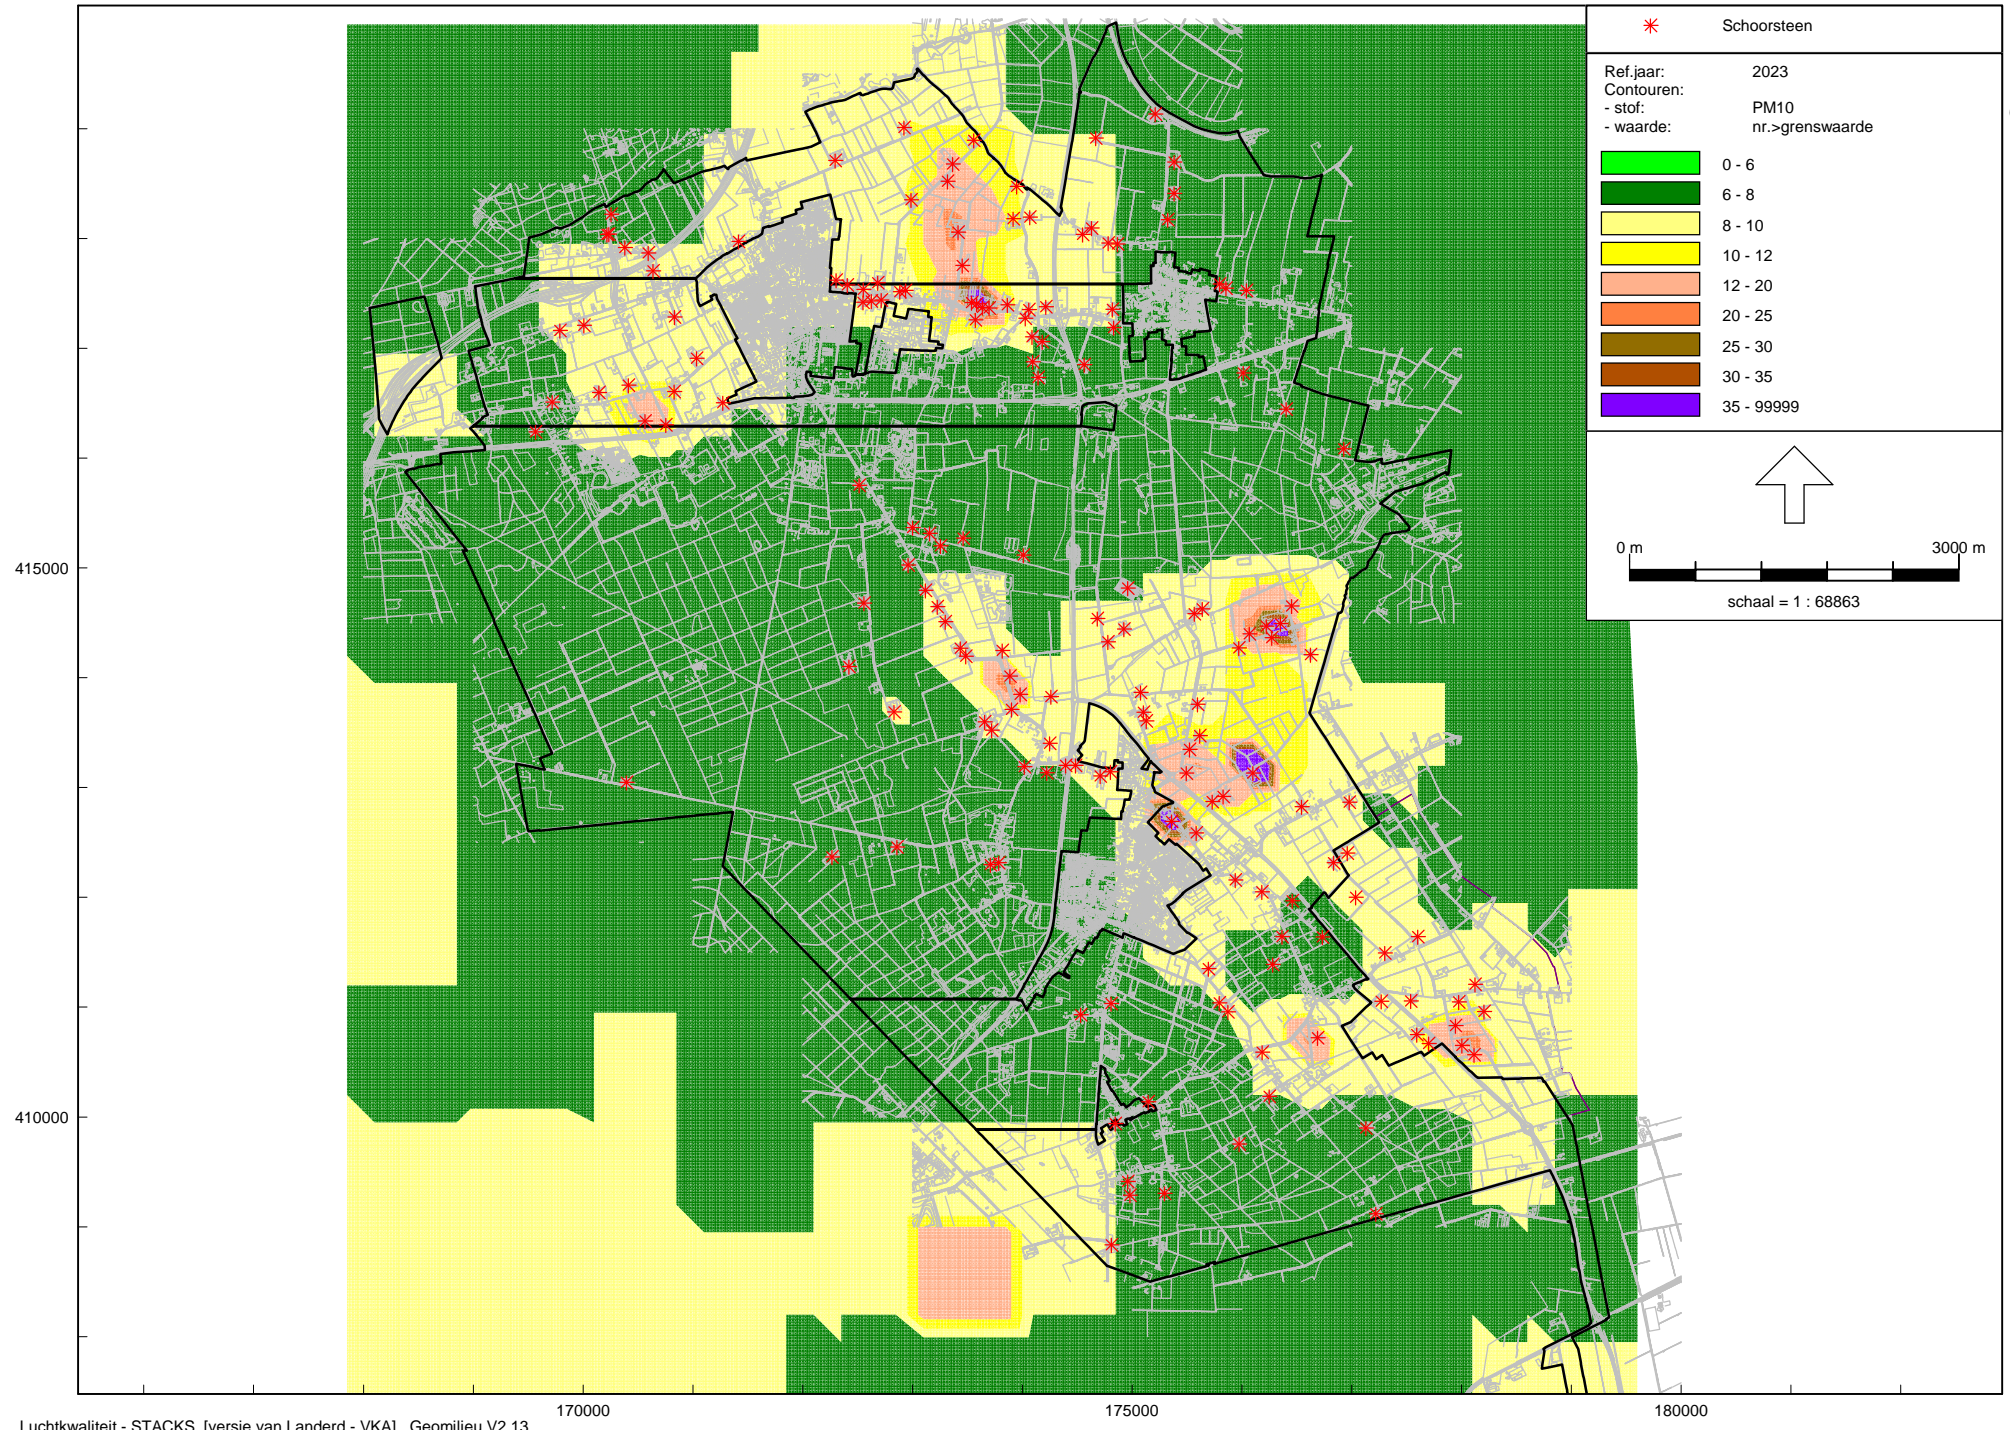 Schoorsteen
Ref.jaar: 2023
Contouren:
- stof: PM10
- waarde: nr.>grenswaarde
0 - 6
6 - 8
8 - 10
10 - 12
12 - 20
20 - 25
25 - 30
30 - 35
35 - 99999
0 m 3000 m
schaal = 1 : 68863
415000
410000
170000 175000 180000
Luchtkwaliteit - STACKS, [versie van Landerd - VKA], Geomilieu V2.13